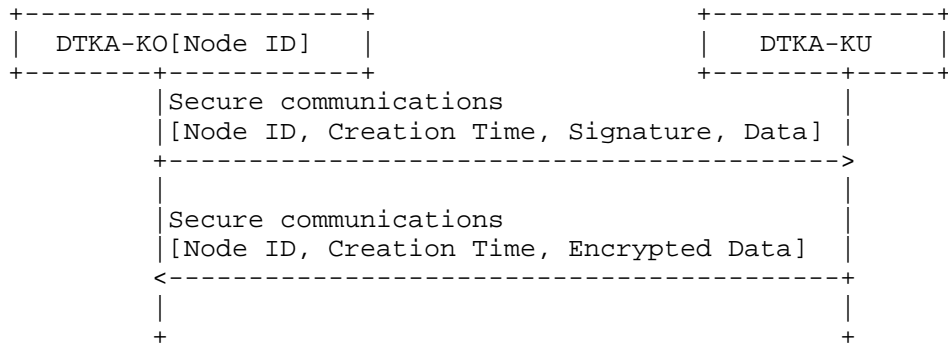 DTKA-KO[Node ID] DTKA-KU
Secure communications
[Node ID, Creation Time, Signature, Data]
Secure communications
[Node ID, Creation Time, Encrypted Data]